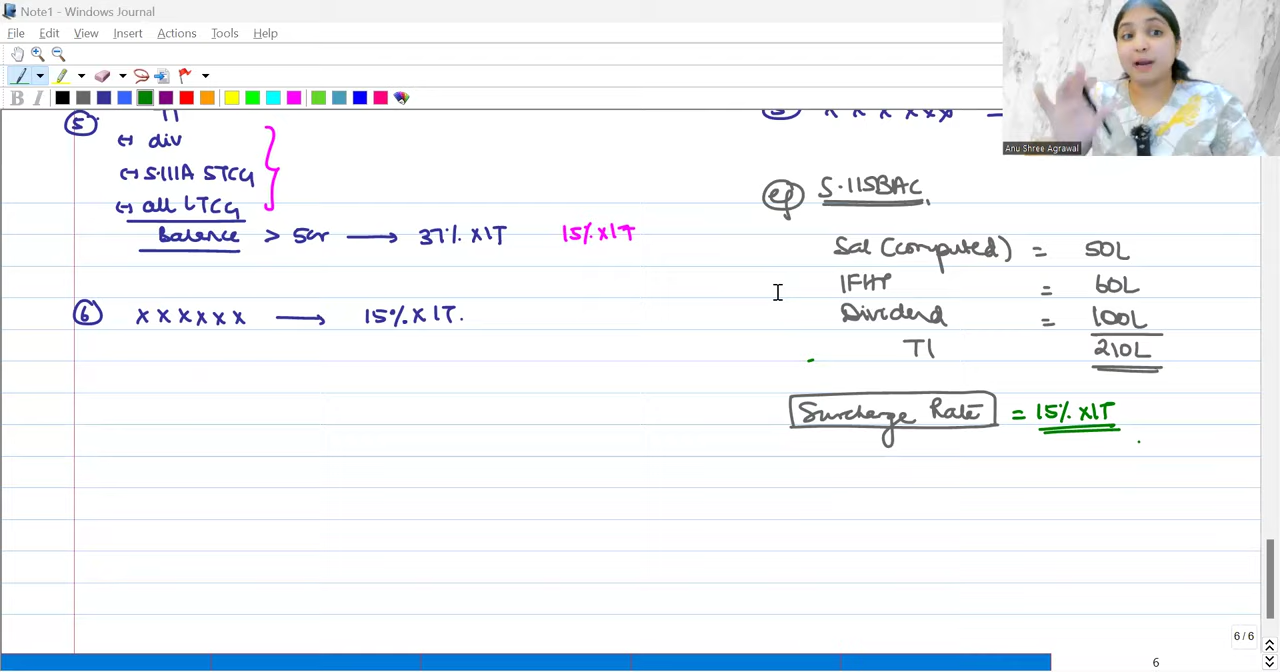 Note1 - Windows Journal
File Edit View Insert Actions Tools Help
B I
Anu Shree Agrawal
5 TI
(-) div
(-) S.111A STCG
(-) all LTCG
Balance > 5cr → 37% X IT 15% X IT
6 x x x x x x → 15% X IT.
x x x x x x
eg S.115BAC
Sal (computed) = 50L
IFHP = 60L
Dividend = 100L
TI 210L
Surcharge Rate = 15% X IT
6 / 6
6